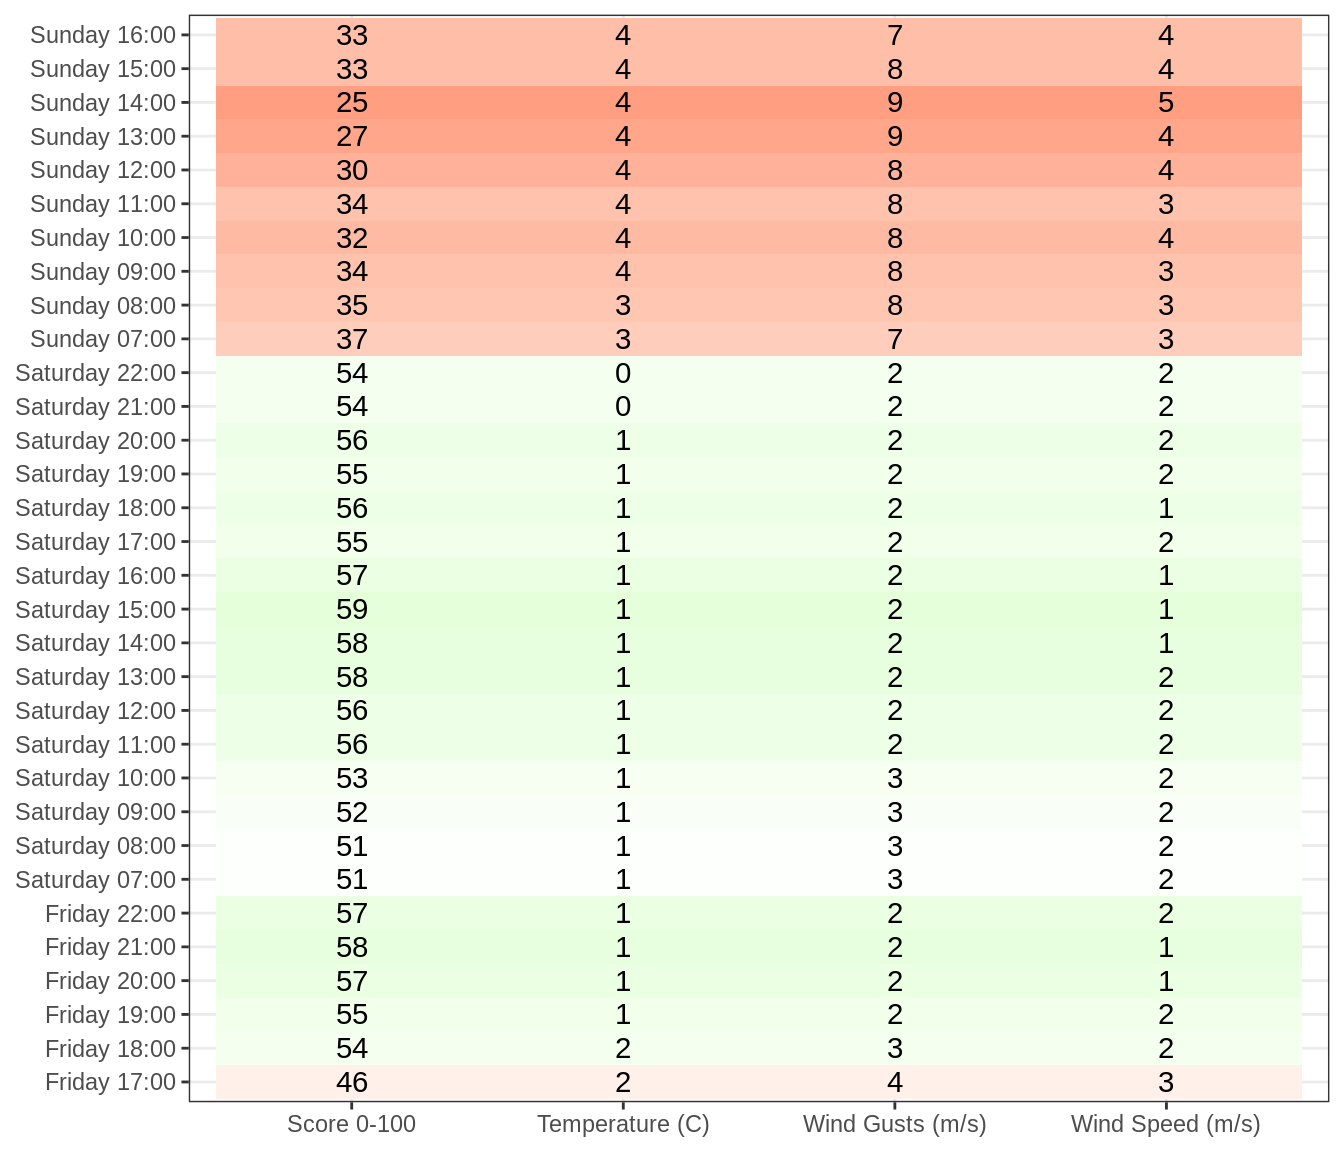 Sunday 16:00 33 4 7 4
Sunday 15:00 33 4 8 4
Sunday 14:00 25 4 9 5
Sunday 13:00 27 4 9 4
Sunday 12:00 30 4 8 4
Sunday 11:00 34 4 8 3
Sunday 10:00 32 4 8 4
Sunday 09:00 34 4 8 3
Sunday 08:00 35 3 8 3
Sunday 07:00 37 3 7 3
Saturday 22:00 54 0 2 2
Saturday 21:00 54 0 2 2
Saturday 20:00 56 1 2 2
Saturday 19:00 55 1 2 2
Saturday 18:00 56 1 2 1
Saturday 17:00 55 1 2 2
Saturday 16:00 57 1 2 1
Saturday 15:00 59 1 2 1
Saturday 14:00 58 1 2 1
Saturday 13:00 58 1 2 2
Saturday 12:00 56 1 2 2
Saturday 11:00 56 1 2 2
Saturday 10:00 53 1 3 2
Saturday 09:00 52 1 3 2
Saturday 08:00 51 1 3 2
Saturday 07:00 51 1 3 2
Friday 22:00 57 1 2 2
Friday 21:00 58 1 2 1
Friday 20:00 57 1 2 1
Friday 19:00 55 1 2 2
Friday 18:00 54 2 3 2
Friday 17:00 46 2 4 3
Score 0-100 Temperature (C) Wind Gusts (m/s) Wind Speed (m/s)